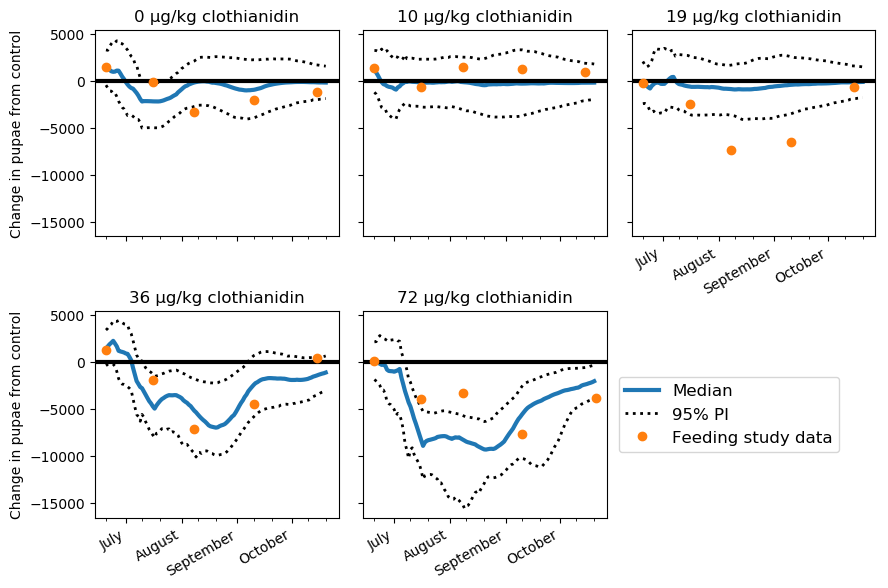 0 μg/kg clothianidin
10 μg/kg clothianidin
19 μg/kg clothianidin
Change in pupae from control
5000
0
−5000
−10000
−15000
July
August
September
October
36 μg/kg clothianidin
72 μg/kg clothianidin
Change in pupae from control
5000
0
−5000
−10000
−15000
July
August
September
October
July
August
September
October
Median
95% PI
Feeding study data